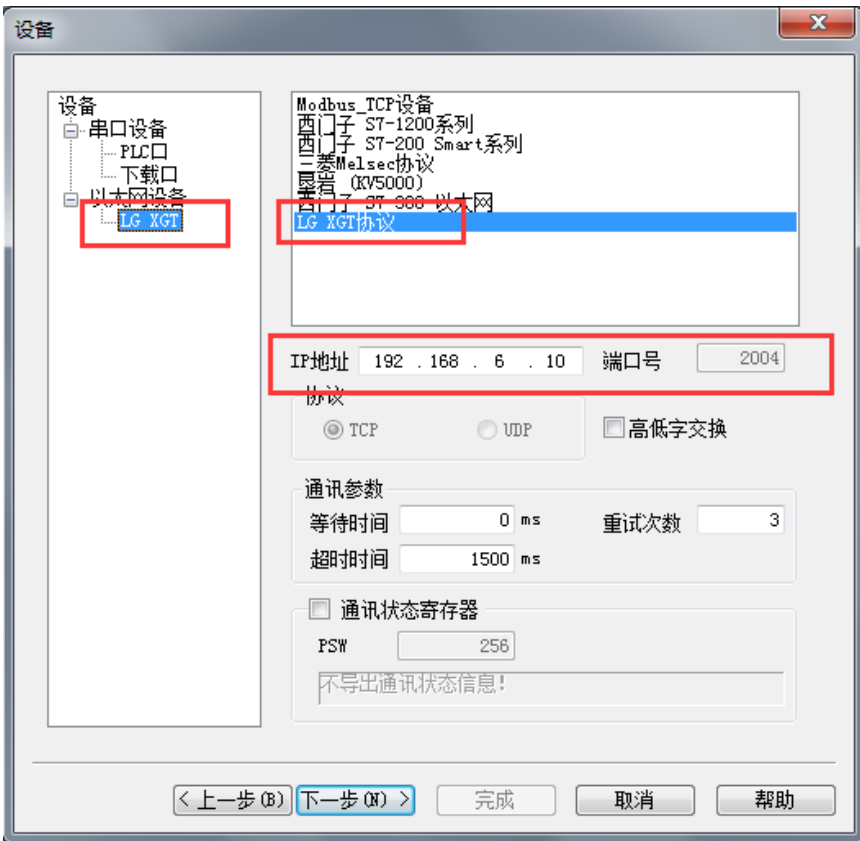 设备
设备
串口设备
PLC口
下载口
以太网设备
LG XGT
Modbus_TCP设备
西门子 S7-1200系列
西门子 S7-200 Smart系列
三菱Melsec协议
(KV5000)
西门子 S7-300 以太网
LG XGT协议
IP地址 192 . 168 . 6 . 10 端口号 2004
协议
TCP UDP 高低字交换
通讯参数
等待时间 0 ms 重试次数 3
超时时间 1500 ms
通讯状态寄存器
PSW 256
不导出通讯状态信息!
< 上一步(B) 下一步(N) > 完成 取消 帮助